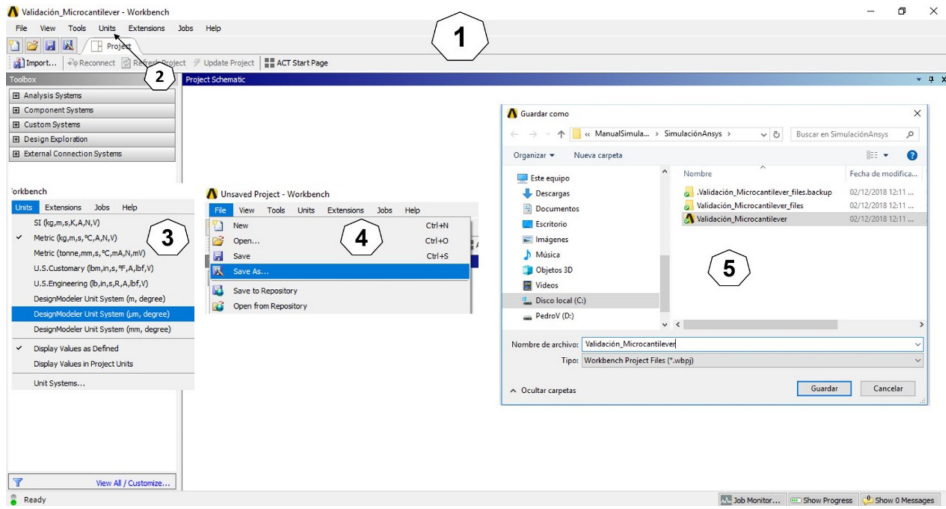 Validación_Microcantilever - Workbench
File View Tools Units Extensions Jobs Help
1
Project
2
Import... Reconnect Refresh Project Update Project ACT Start Page
Toolbox
Project Schematic
Analysis Systems
Component Systems
Custom Systems
Design Exploration
External Connection Systems
orkbench
Units Extensions Jobs Help
SI (kg,m,s,K,A,N,V)
Metric (kg,m,s,°C,A,N,V)
3
Metric (tonne,mm,s,°C,mA,N,mV)
U.S.Customary (lbm,in,s,°F,A,lbf,V)
U.S.Engineering (lb,in,s,R,A,lbf,V)
DesignModeler Unit System (m, degree)
DesignModeler Unit System (µm, degree)
DesignModeler Unit System (mm, degree)
Display Values as Defined
Display Values in Project Units
Unit Systems...
Unsaved Project - Workbench
File View Tools Units Extensions Jobs Help
New Ctrl+N
Open... Ctrl+O
4
Save Ctrl+S
Save As...
Save to Repository
Open from Repository
Guardar como
« ManualSimula... > SimulaciónAnsys >
Buscar en SimulaciónAnsys
Organizar Nueva carpeta
Este equipo
Descargas
Documentos
Escritorio
Imágenes
Música
Objetos 3D
Videos
Disco local (C:)
PedroV (D:)
Nombre Fecha de modifica...
.Validación_Microcantilever_files.backup 02/12/2018 12:11 ...
Validación_Microcantilever_files 02/12/2018 12:11 ...
Validación_Microcantilever 02/12/2018 12:11 ...
5
Nombre de archivo: Validación_Microcantilever
Tipo: Workbench Project Files (*.wbpj)
Ocultar carpetas
Guardar Cancelar
View All / Customize...
Ready
Job Monitor... Show Progress Show 0 Messages